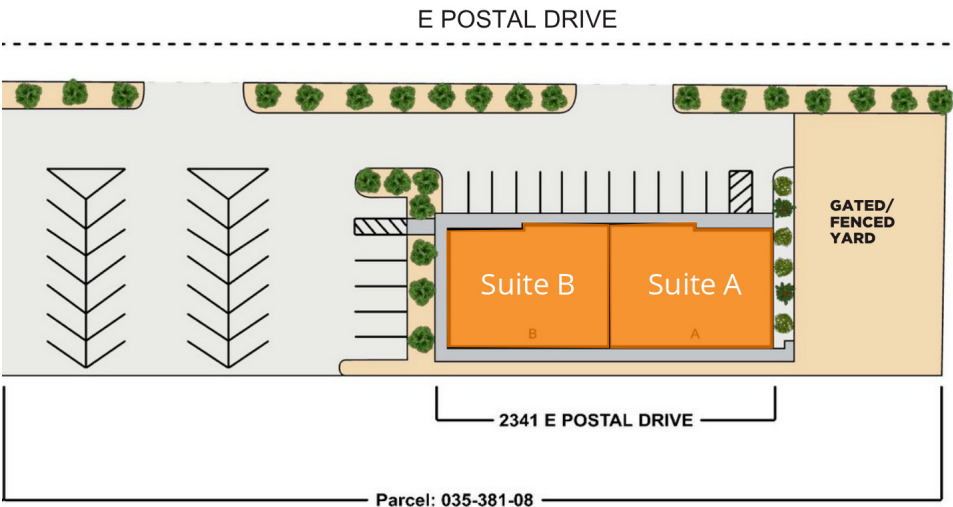 E POSTAL DRIVE
GATED/
FENCED
YARD
Suite B
Suite A
B
A
2341 E POSTAL DRIVE
Parcel: 035-381-08